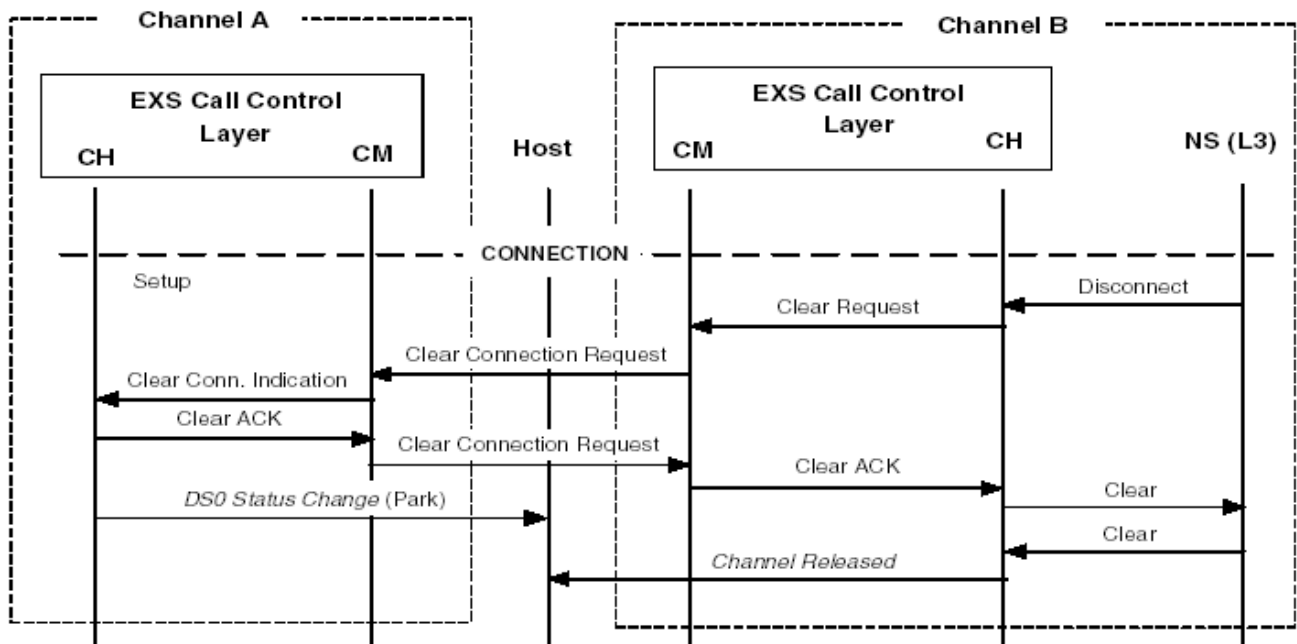 Channel A
Channel B
EXS Call Control
Layer
CH
CM
Host
EXS Call Control
Layer
CM
CH
NS (L3)
CONNECTION
Setup
Disconnect
Clear Request
Clear Connection Request
Clear Conn. Indication
Clear ACK
Clear Connection Request
Clear ACK
Clear
DS0 Status Change (Park)
Clear
Channel Released